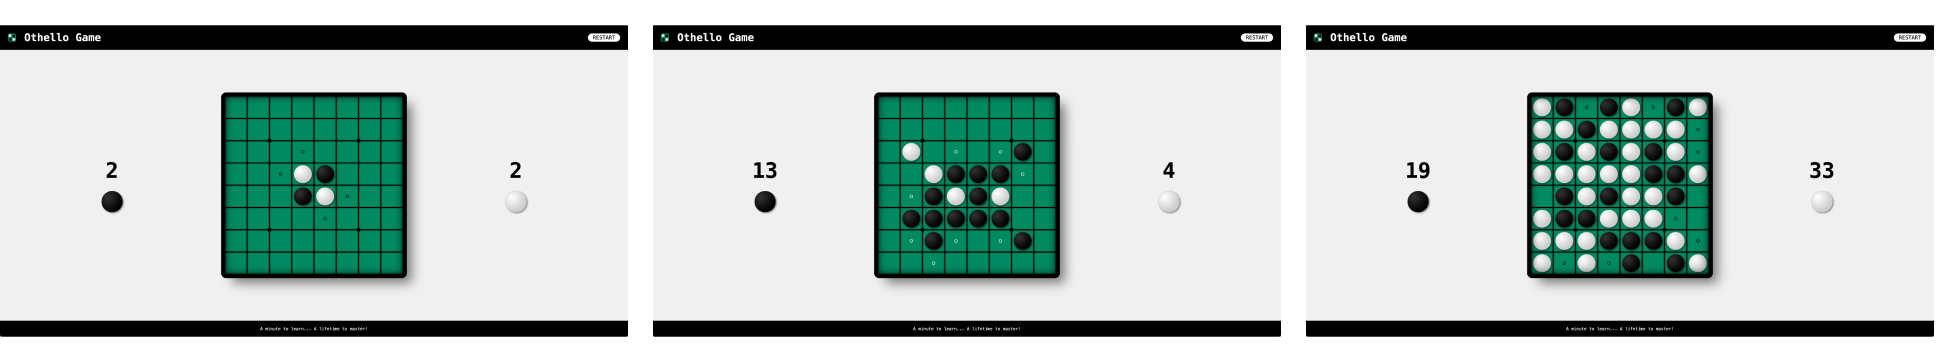 Othello Game
RESTART
2
2
A minute to learn... A lifetime to master!
Othello Game
RESTART
13
4
A minute to learn... A lifetime to master!
Othello Game
RESTART
19
33
A minute to learn... A lifetime to master!